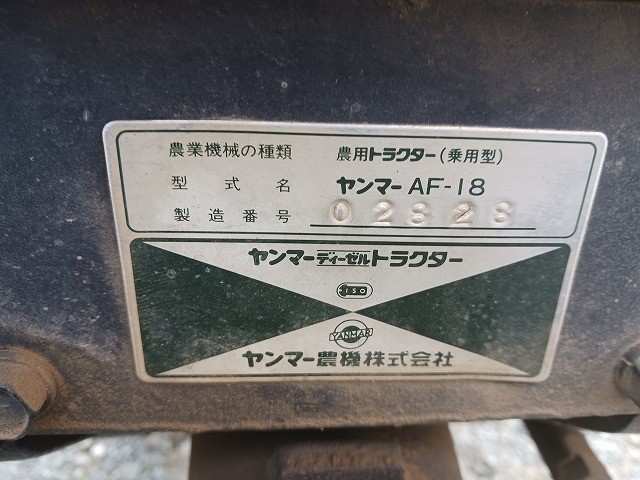 農業機械の種類 農用トラクター(乗用型)
型式名 ヤンマー AF-18
製造番号 02828
ヤンマーディーゼルトラクター
ISO
YANMAR
ヤンマー農機株式会社